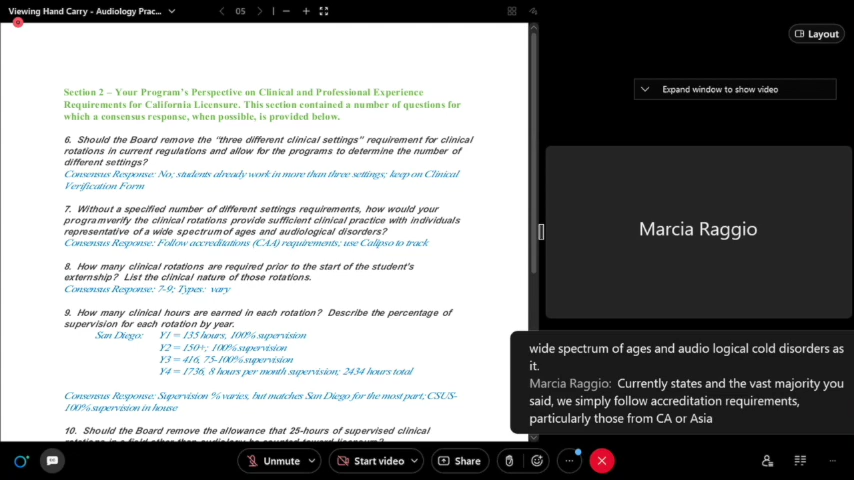 Viewing Hand Carry - Audiology Prac...
05
Layout
Section 2 – Your Program's Perspective on Clinical and Professional Experience
Requirements for California Licensure. This section contained a number of questions for
which a consensus response, when possible, is provided below.
6. Should the Board remove the "three different clinical settings" requirement for clinical
rotations in current regulations and allow for the programs to determine the number of
different settings?
Consensus Response: No; students already work in more than three settings; keep on Clinical
Verification Form
7. Without a specified number of different settings requirements, how would your
programverify the clinical rotations provide sufficient clinical practice with individuals
representative of a wide spectrum of ages and audiological disorders?
Consensus Response: Follow accreditations (CAA) requirements; use Calipso to track
8. How many clinical rotations are required prior to the start of the student's
externship? List the clinical nature of those rotations.
Consensus Response: 7-9; Types: vary
9. How many clinical hours are earned in each rotation? Describe the percentage of
supervision for each rotation by year.
San Diego: Y1 = 135 hours, 100% supervision
Y2 = 150+; 100% supervision
Y3 = 416, 75-100% supervision
Y4 = 1736, 8 hours per month supervision; 2434 hours total
Consensus Response: Supervision % varies, but matches San Diego for the most part; CSUS-
100% supervision in house
10. Should the Board remove the allowance that 25-hours of supervised clinical
rotations in a field other than audiology be counted toward licensure?
Expand window to show video
Marcia Raggio
wide spectrum of ages and audio logical cold disorders as
it.
Marcia Raggio: Currently states and the vast majority you
said, we simply follow accreditation requirements,
particularly those from CA or Asia
Unmute
Start video
Share